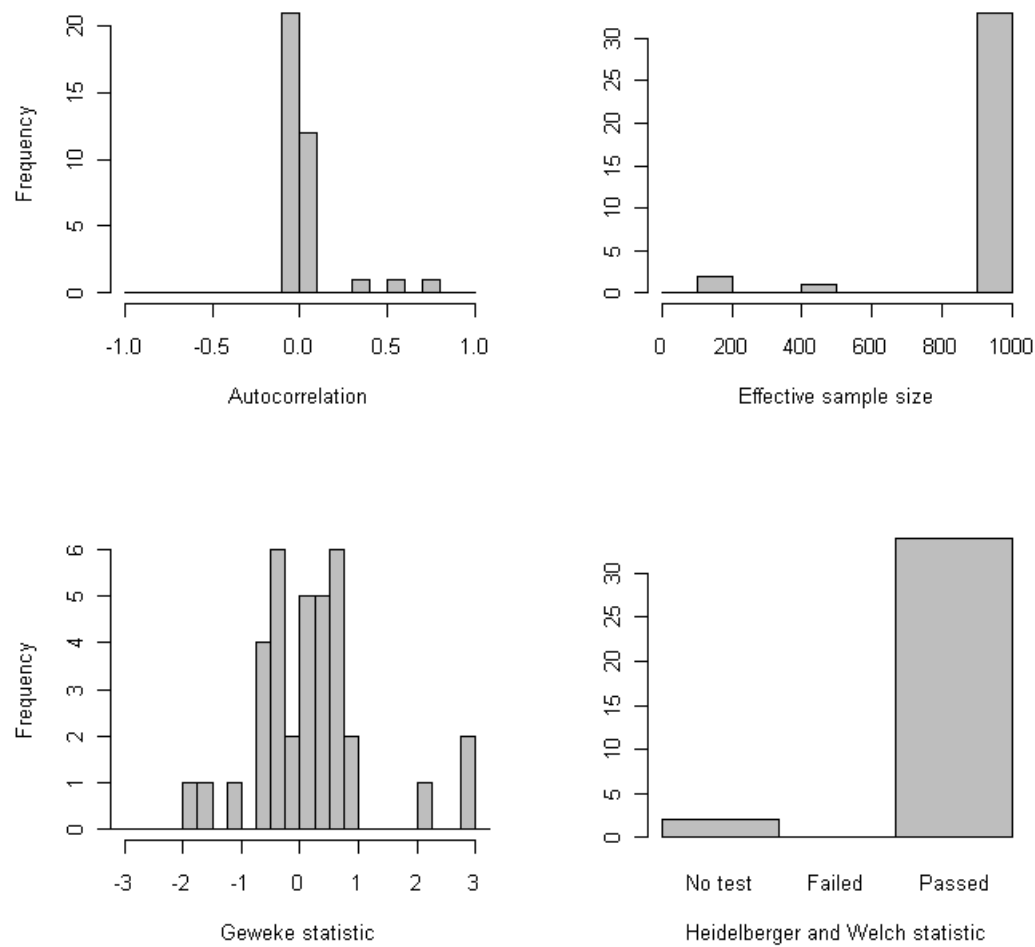 Frequency
20
15
10
5
0
-1.0 -0.5 0.0 0.5 1.0
Autocorrelation
30
25
20
15
10
5
0
0 200 400 600 800 1000
Effective sample size
Frequency
6
5
4
3
2
1
0
-3 -2 -1 0 1 2 3
Geweke statistic
30
25
20
15
10
5
0
No test Failed Passed
Heidelberger and Welch statistic